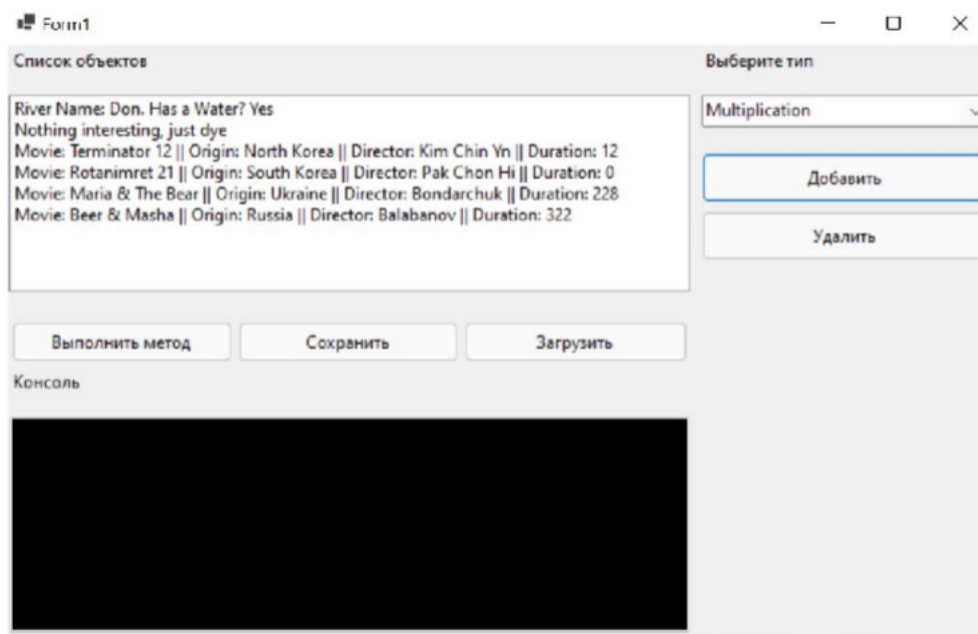 Form1
Список объектов
Выберите тип
River Name: Don. Has a Water? Yes
Nothing interesting, just dye
Movie: Terminator 12 || Origin: North Korea || Director: Kim Chin Yn || Duration: 12
Movie: Rotanimret 21 || Origin: South Korea || Director: Pak Chon Hi || Duration: 0
Movie: Maria & The Bear || Origin: Ukraine || Director: Bondarchuk || Duration: 228
Movie: Beer & Masha || Origin: Russia || Director: Balabanov || Duration: 322
Multiplication
Добавить
Удалить
Выполнить метод
Сохранить
Загрузить
Консоль